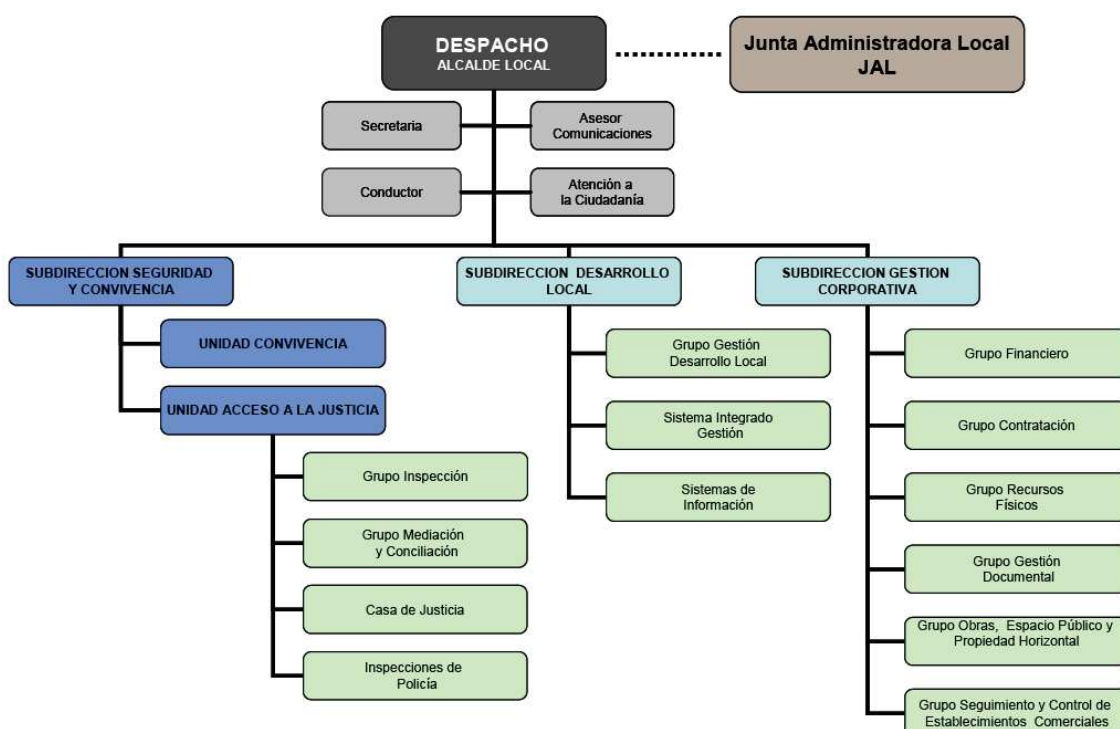 DESPACHO
ALCALDE LOCAL
Junta Administradora Local
JAL
Secretaria
Asesor
Comunicaciones
Conductor
Atención a
la Ciudadanía
SUBDIRECCION SEGURIDAD
Y CONVIVENCIA
UNIDAD CONVIVENCIA
UNIDAD ACCESO A LA JUSTICIA
Grupo Inspección
Grupo Mediación
y Conciliación
Casa de Justicia
Inspecciones de
Policía
SUBDIRECCION DESARROLLO
LOCAL
Grupo Gestión
Desarrollo Local
Sistema Integrado
Gestión
Sistemas de
Información
SUBDIRECCION GESTION
CORPORATIVA
Grupo Financiero
Grupo Contratación
Grupo Recursos
Físicos
Grupo Gestión
Documental
Grupo Obras, Espacio Público y
Propiedad Horizontal
Grupo Seguimiento y Control de
Establecimientos Comerciales